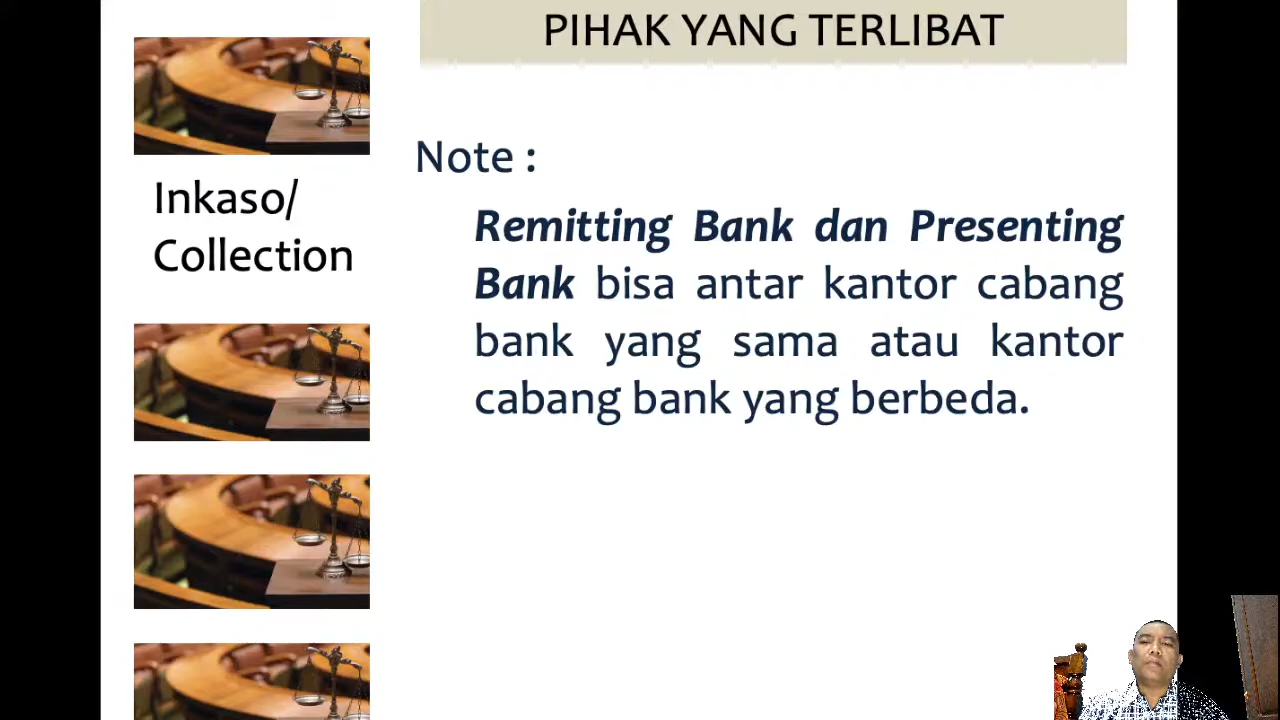 PIHAK YANG TERLIBAT
Inkaso/
Collection
Note :
Remitting Bank dan Presenting
Bank bisa antar kantor cabang
bank yang sama atau kantor
cabang bank yang berbeda.